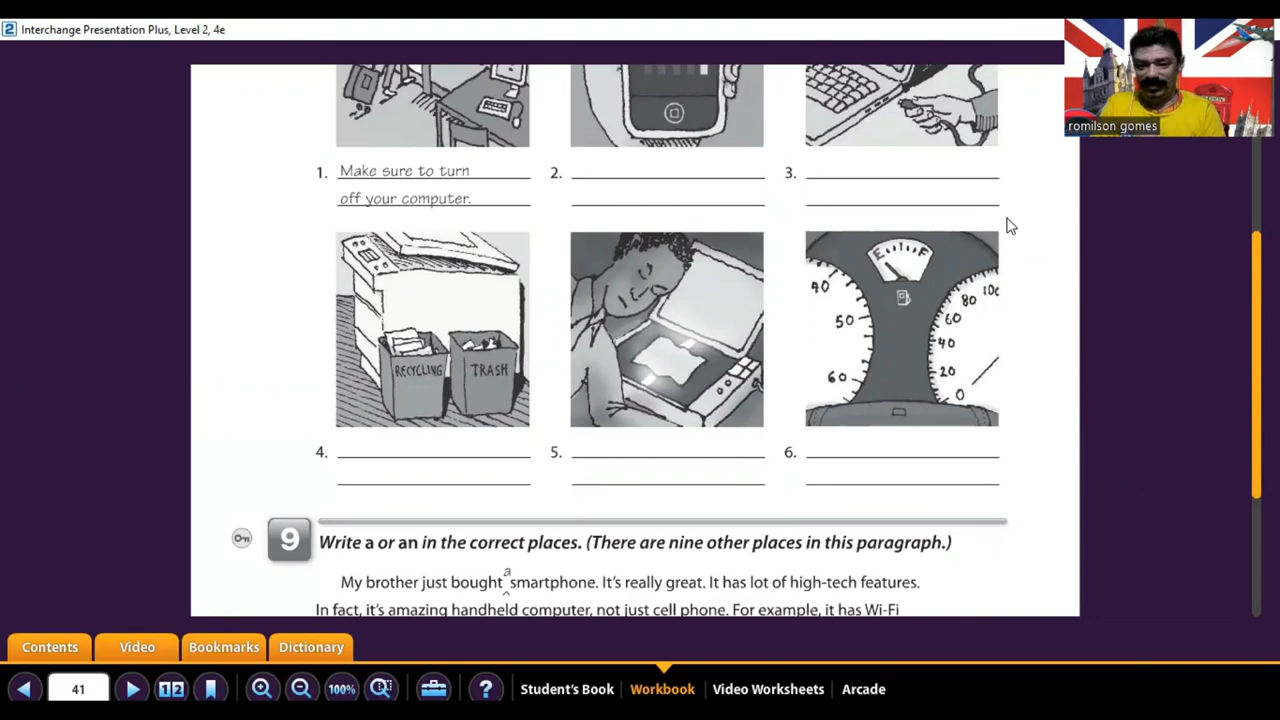 2 Interchange Presentation Plus, Level 2, 4e
romilson gomes
1. Make sure to turn
off your computer.
2.
3.
RECYCLING
TRASH
E F
40
50
60
100
80
60
40
20
0
4.
5.
6.
9 Write a or an in the correct places. (There are nine other places in this paragraph.)
a
My brother just bought ^ smartphone. It's really great. It has lot of high-tech features.
In fact, it's amazing handheld computer, not just cell phone. For example, it has Wi-Fi
Contents Video Bookmarks Dictionary
41 1 2 100% ? Student's Book Workbook Video Worksheets Arcade